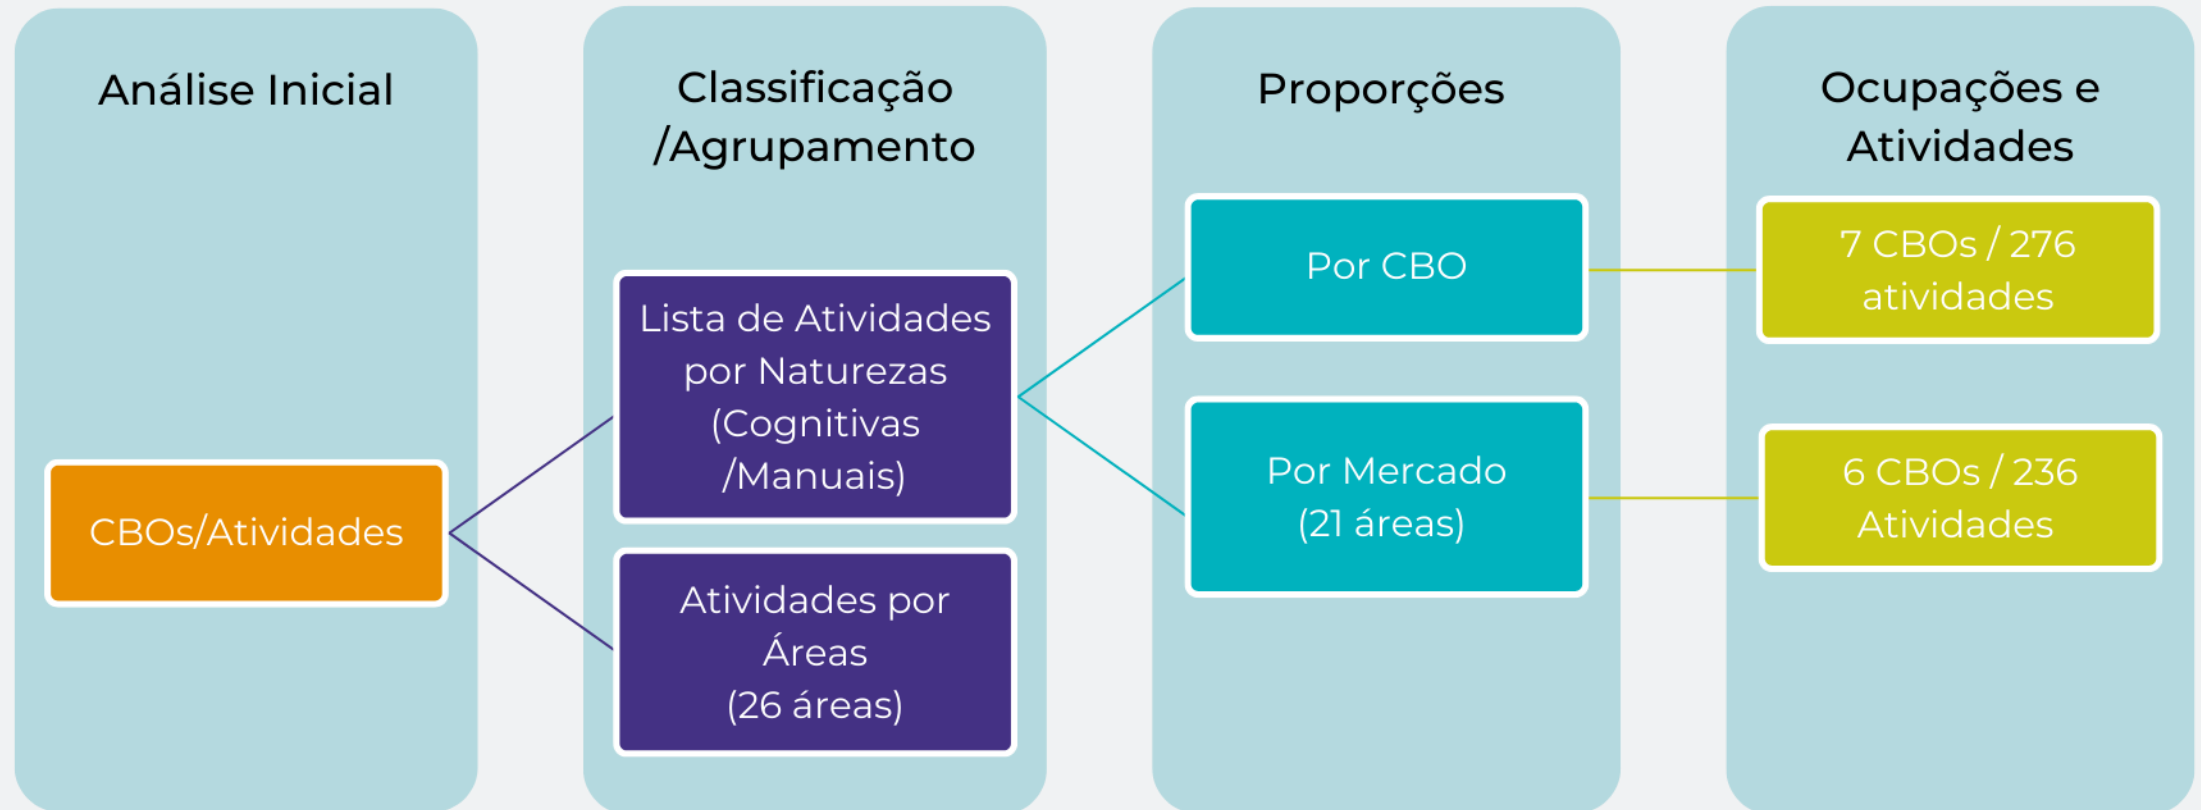 Análise Inicial
CBOs/Atividades
Classificação
/Agrupamento
Lista de Atividades
por Naturezas
(Cognitivas
/Manuais)
Atividades por
Áreas
(26 áreas)
Proporções
Por CBO
Por Mercado
(21 áreas)
Ocupações e
Atividades
7 CBOs / 276
atividades
6 CBOs / 236
Atividades